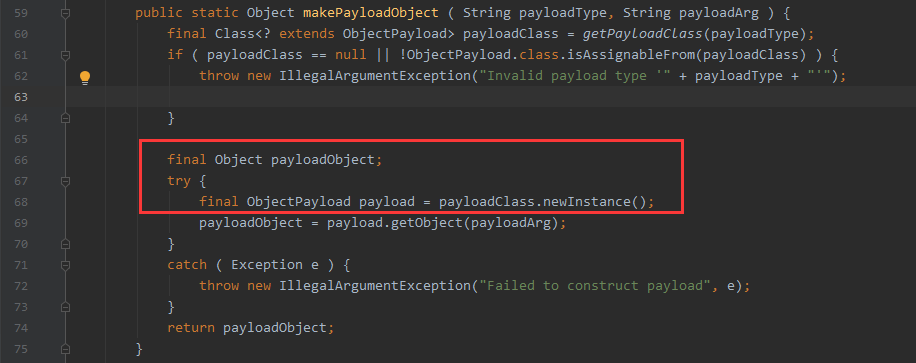 59 public static Object makePayloadObject ( String payloadType, String payloadArg ) {
60 final Class<? extends ObjectPayload> payloadClass = getPayloadClass(payloadType);
61 if ( payloadClass == null || !ObjectPayload.class.isAssignableFrom(payloadClass) ) {
62 throw new IllegalArgumentException("Invalid payload type '" + payloadType + "'");
63
64 }
65
66 final Object payloadObject;
67 try {
68 final ObjectPayload payload = payloadClass.newInstance();
69 payloadObject = payload.getObject(payloadArg);
70 }
71 catch ( Exception e ) {
72 throw new IllegalArgumentException("Failed to construct payload", e);
73 }
74 return payloadObject;
75 }